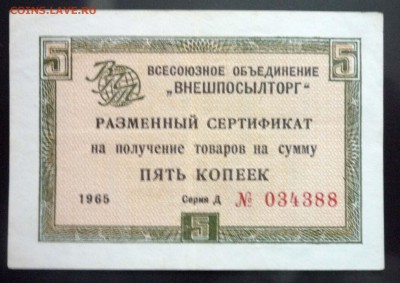 COINS.LAVE.RU
5 5
ВСЕСОЮЗНОЕ ОБЪЕДИНЕНИЕ
„ВНЕШПОСЫЛТОРГ“
РАЗМЕННЫЙ СЕРТИФИКАТ
на получение товаров на сумму
ПЯТЬ КОПЕЕК
1965 Серия Д № 034388
5